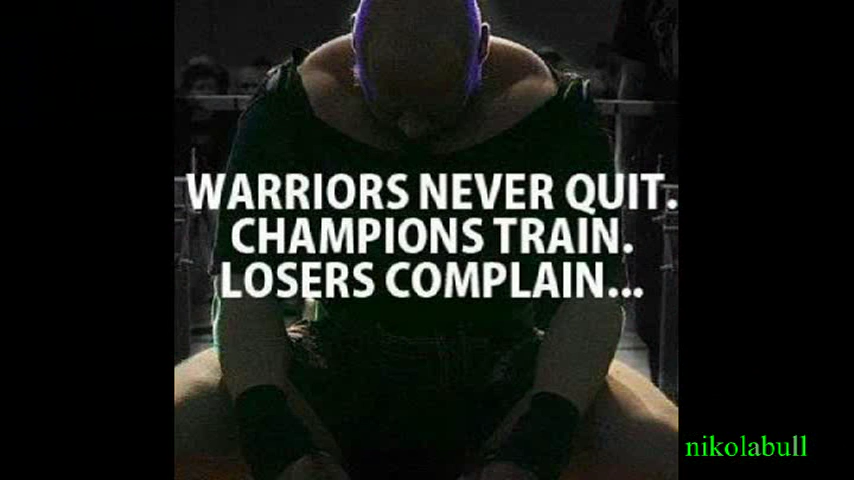 WARRIORS NEVER QUIT.
CHAMPIONS TRAIN.
LOSERS COMPLAIN...
nikolabull